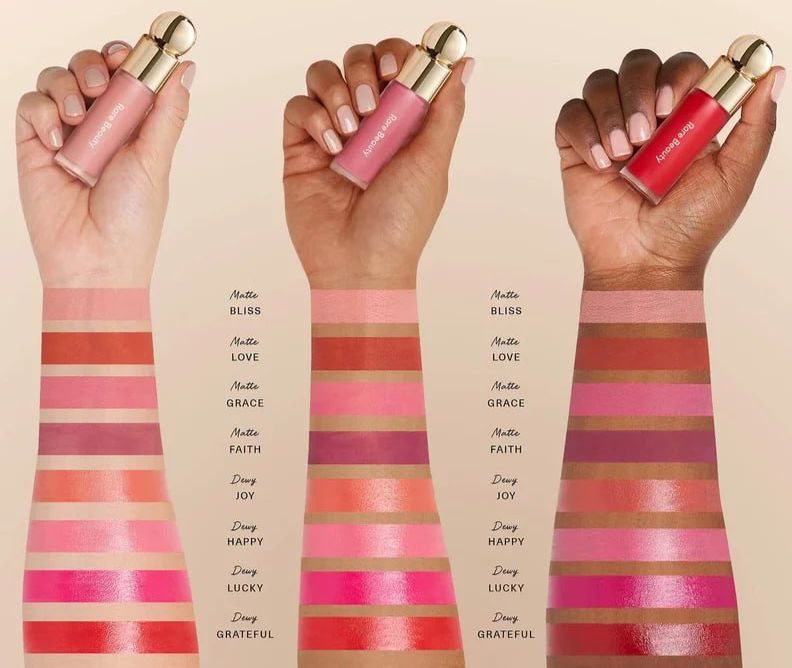 Rare Beauty
Rare Beauty
Rare Beauty
Matte
BLISS
Matte
LOVE
Matte
GRACE
Matte
FAITH
Dewy
JOY
Dewy
HAPPY
Dewy
LUCKY
Dewy
GRATEFUL
Matte
BLISS
Matte
LOVE
Matte
GRACE
Matte
FAITH
Dewy
JOY
Dewy
HAPPY
Dewy
LUCKY
Dewy
GRATEFUL